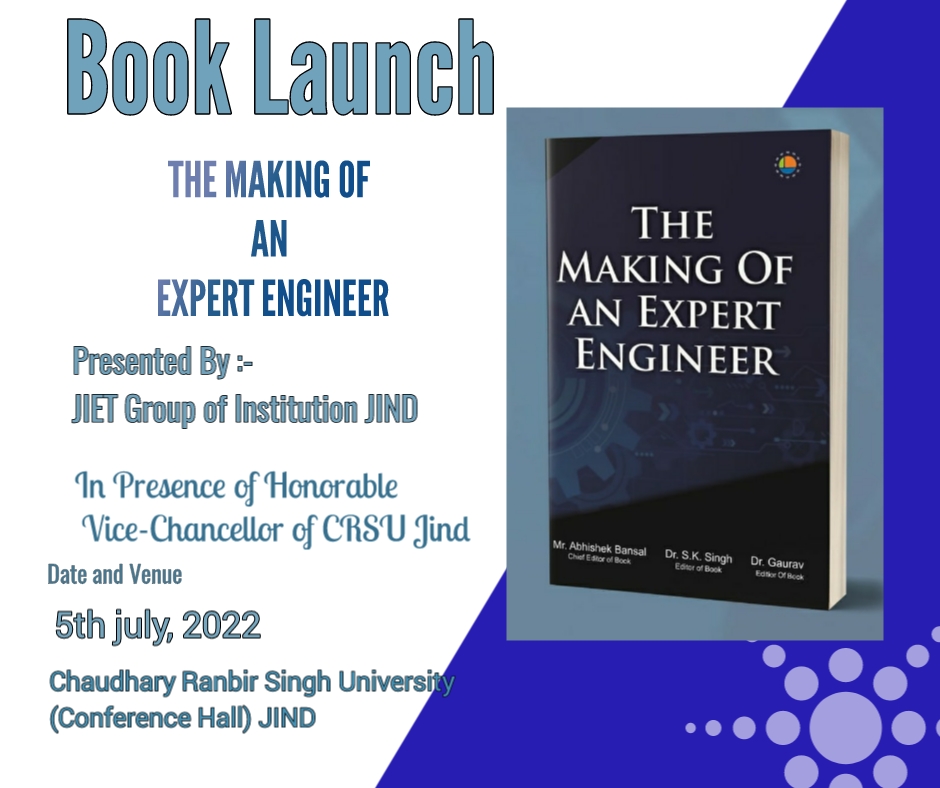 Book Launch
THE MAKING OF
AN
EXPERT ENGINEER
Presented By :-
JIET Group of Institution JIND
In Presence of Honorable
Vice-Chancellor of CRSU Jind
Date and Venue
5th july, 2022
Chaudhary Ranbir Singh University
(Conference Hall) JIND
THE
MAKING OF
AN EXPERT
ENGINEER
Mr. Abhishek Bansal
Chief Editor of Book
Dr. S.K. Singh
Editor of Book
Dr. Gaurav
Editior Of Book